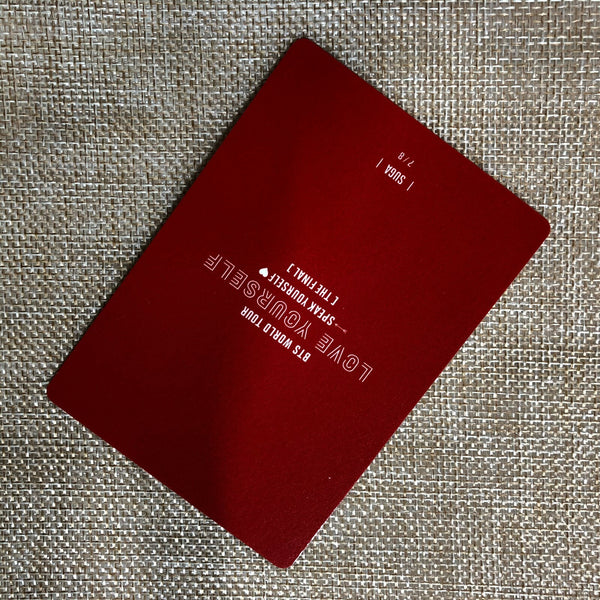 BTS WORLD TOUR
LOVE YOURSELF
SPEAK YOURSELF♥
[ THE FINAL ]
| SUGA |
7/8